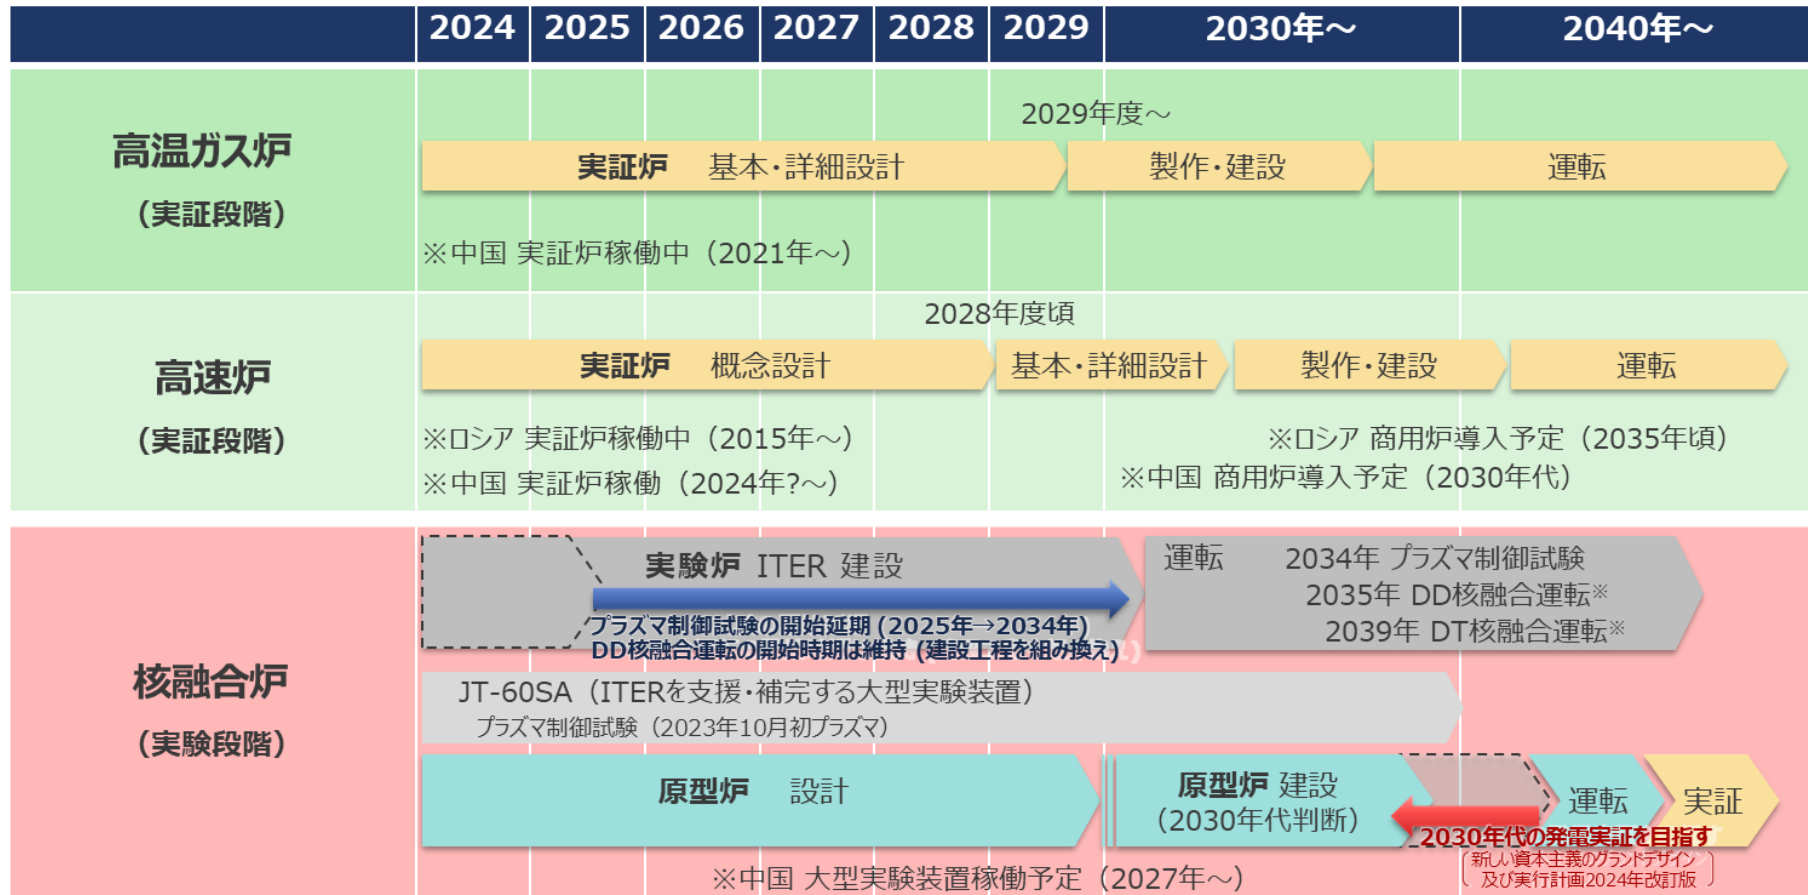 2024 2025 2026 2027 2028 2029 2030年～ 2040年～
高温ガス炉
（実証段階）
2029年度～
実証炉 基本・詳細設計
製作・建設
運転
※中国 実証炉稼働中（2021年～）
高速炉
（実証段階）
2028年度頃
実証炉 概念設計
基本・詳細設計
製作・建設
運転
※ロシア 実証炉稼働中（2015年～）
※中国 実証炉稼働（2024年?～）
※ロシア 商用炉導入予定（2035年頃）
※中国 商用炉導入予定（2030年代）
核融合炉
（実験段階）
実験炉 ITER 建設
プラズマ制御試験の開始延期 (2025年→2034年)
DD核融合運転の開始時期は維持 (建設工程を組み換え)
運転 2034年 プラズマ制御試験
2035年 DD核融合運転※
2039年 DT核融合運転※
JT-60SA（ITERを支援・補完する大型実験装置）
プラズマ制御試験（2023年10月初プラズマ）
原型炉 設計
原型炉 建設
（2030年代判断）
運転
実証
2030年代の発電実証を目指す
新しい資本主義のグランドデザイン
及び実行計画2024年改訂版
※中国 大型実験装置稼働予定（2027年～）